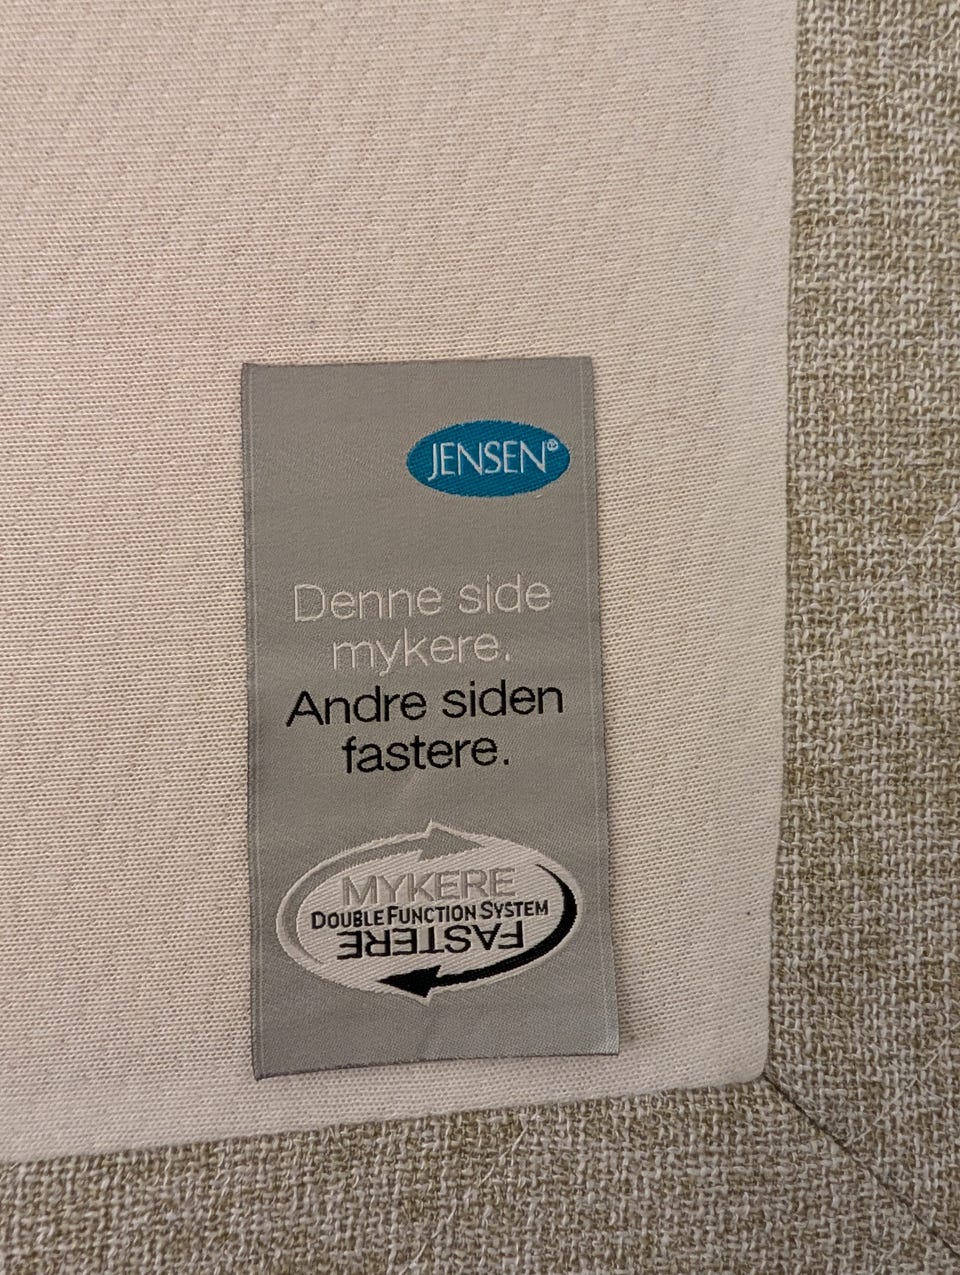 JENSEN®
Denne side
mykere.
Andre siden
fastere.
MYKERE
DOUBLE FUNCTION SYSTEM
FASTERE